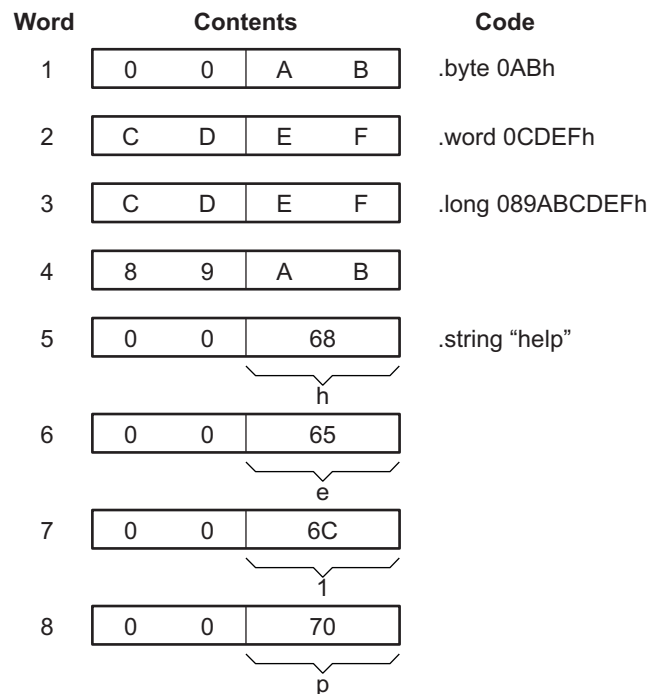 Word Contents Code
1 0 0 A B .byte 0ABh
2 C D E F .word 0CDEFh
3 C D E F .long 089ABCDEFh
4 8 9 A B
5 0 0 68 .string “help”
h
6 0 0 65
e
7 0 0 6C
1
8 0 0 70
p